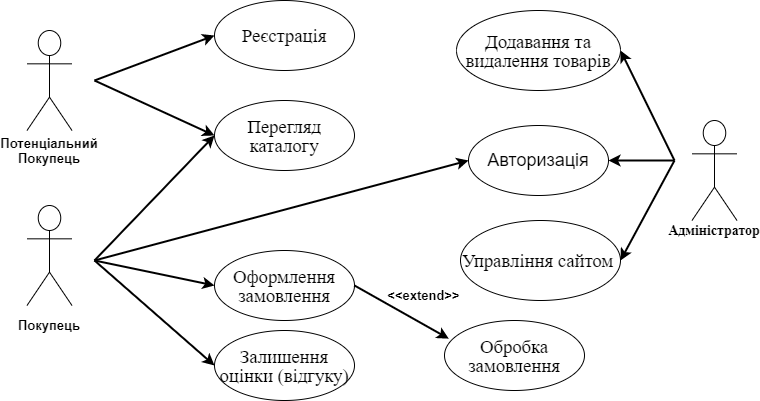 Реєстрація
Додавання та
видалення товарів
Потенціальний
Покупець
Перегляд
каталогу
Авторизація
Адміністратор
Покупець
Оформлення
замовлення
<<extend>>
Управління сайтом
Залишення
оцінки (відгуку)
Обробка
замовлення